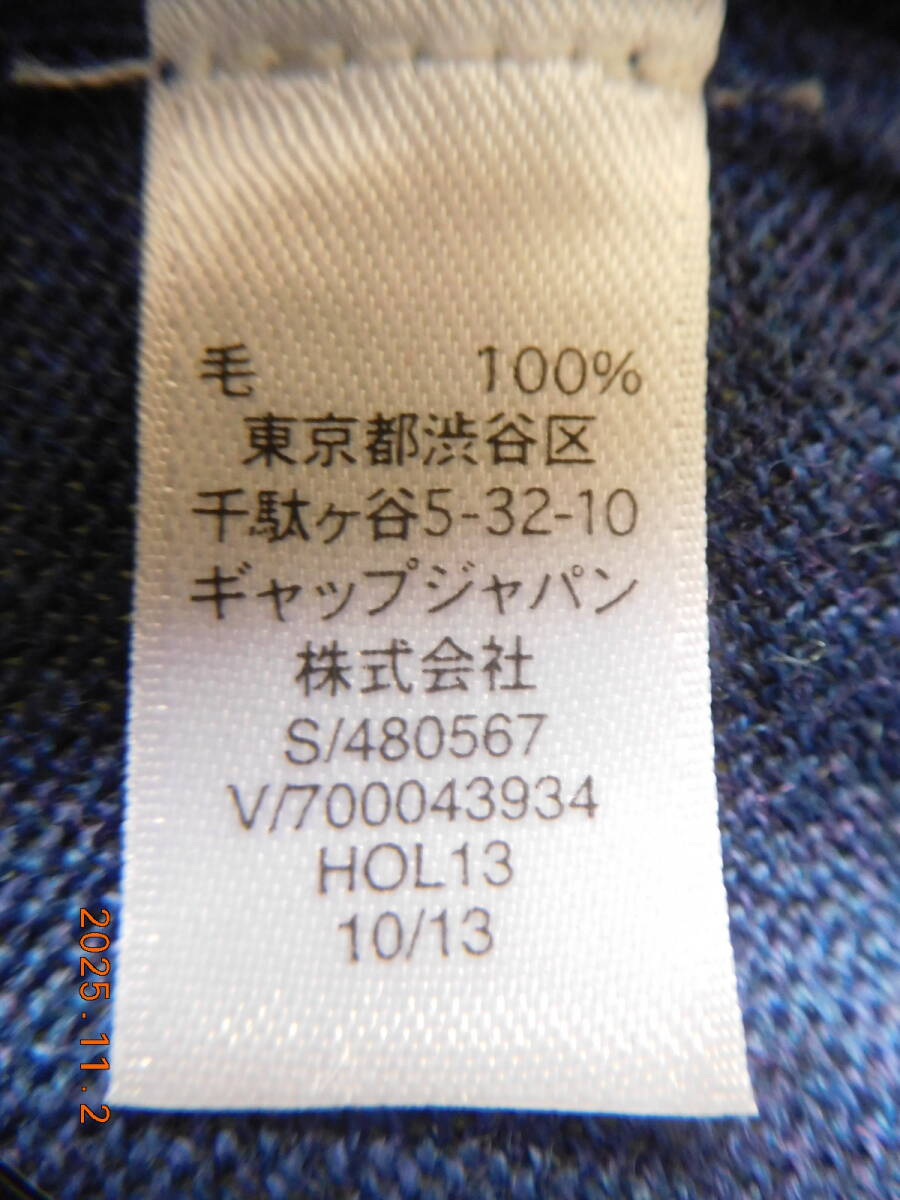 毛 100%
東京都渋谷区
千駄ヶ谷5-32-10
ギャップジャパン
株式会社
S/480567
V/700043934
HOL13
10/13
2025.11.2